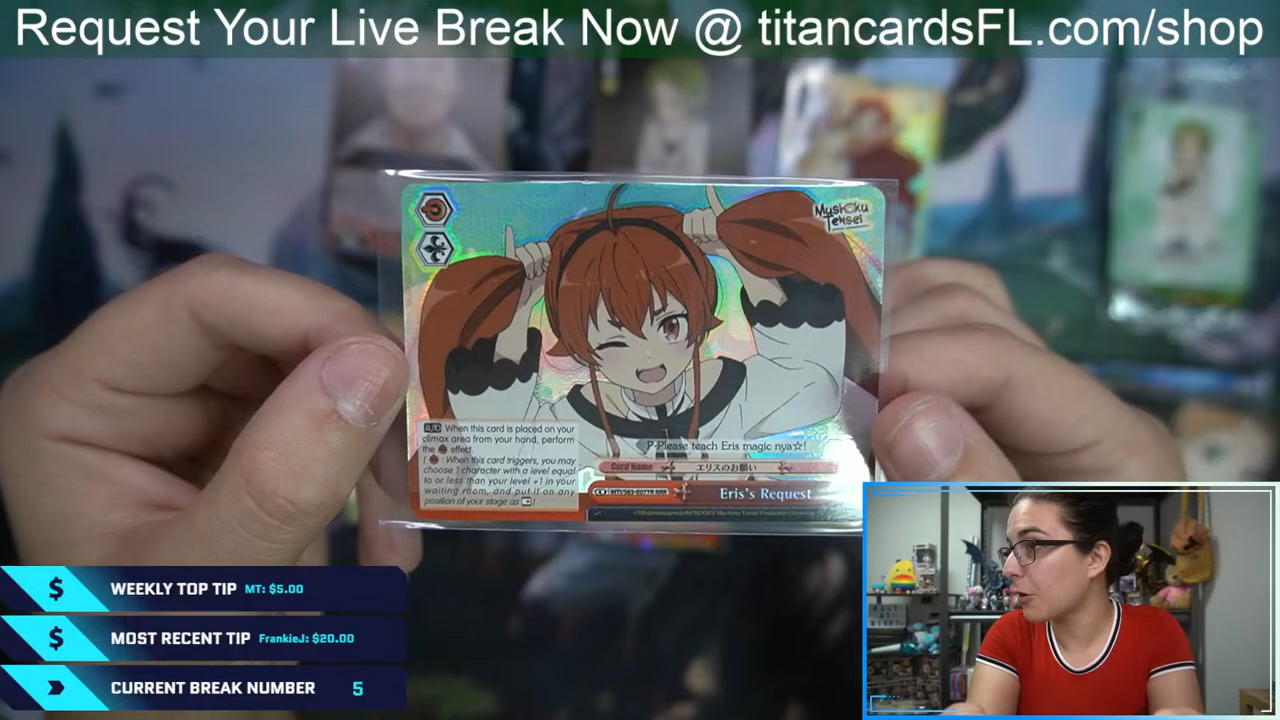 Request Your Live Break Now @ titancardsFL.com/shop
Mushoku
Tensei
AUTO When this card is placed on your
climax area from your hand, perform
the effect.
( : When this card triggers, you may
choose 1 character with a level equal
to or less than your level +1 in your
waiting room, and put it on any
position of your stage as
P-Please teach Eris magic nya☆!
Card Name エリスのお願い
CC
Eris's Request
$ WEEKLY TOP TIP MT: $5.00
$ MOST RECENT TIP FrankieJ: $20.00
CURRENT BREAK NUMBER 5